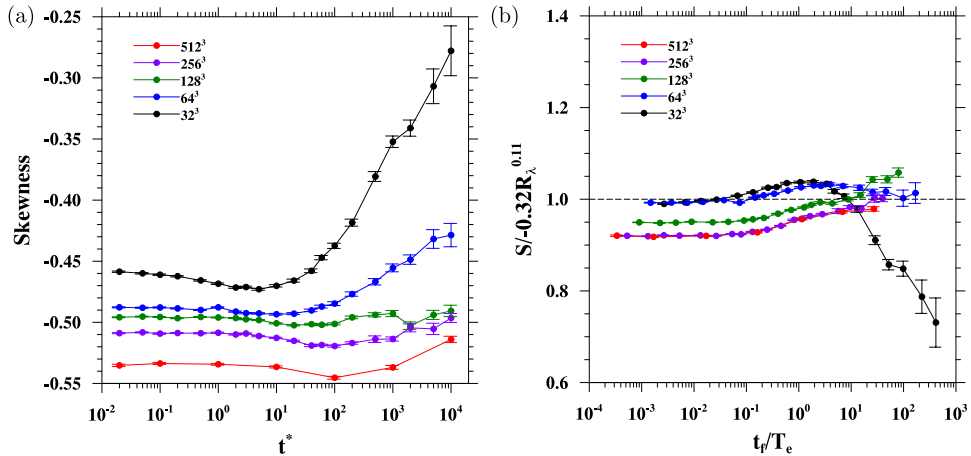 (a)
Skewness
-0.25
-0.30
-0.35
-0.40
-0.45
-0.50
-0.55
512³
256³
128³
64³
32³
10⁻² 10⁻¹ 10⁰ 10¹ 10² 10³ 10⁴
t*
(b)
S/-0.32R_λ^0.11
1.4
1.2
1.0
0.8
0.6
512³
256³
128³
64³
32³
10⁻⁴ 10⁻³ 10⁻² 10⁻¹ 10⁰ 10¹ 10² 10³
t_f/T_e